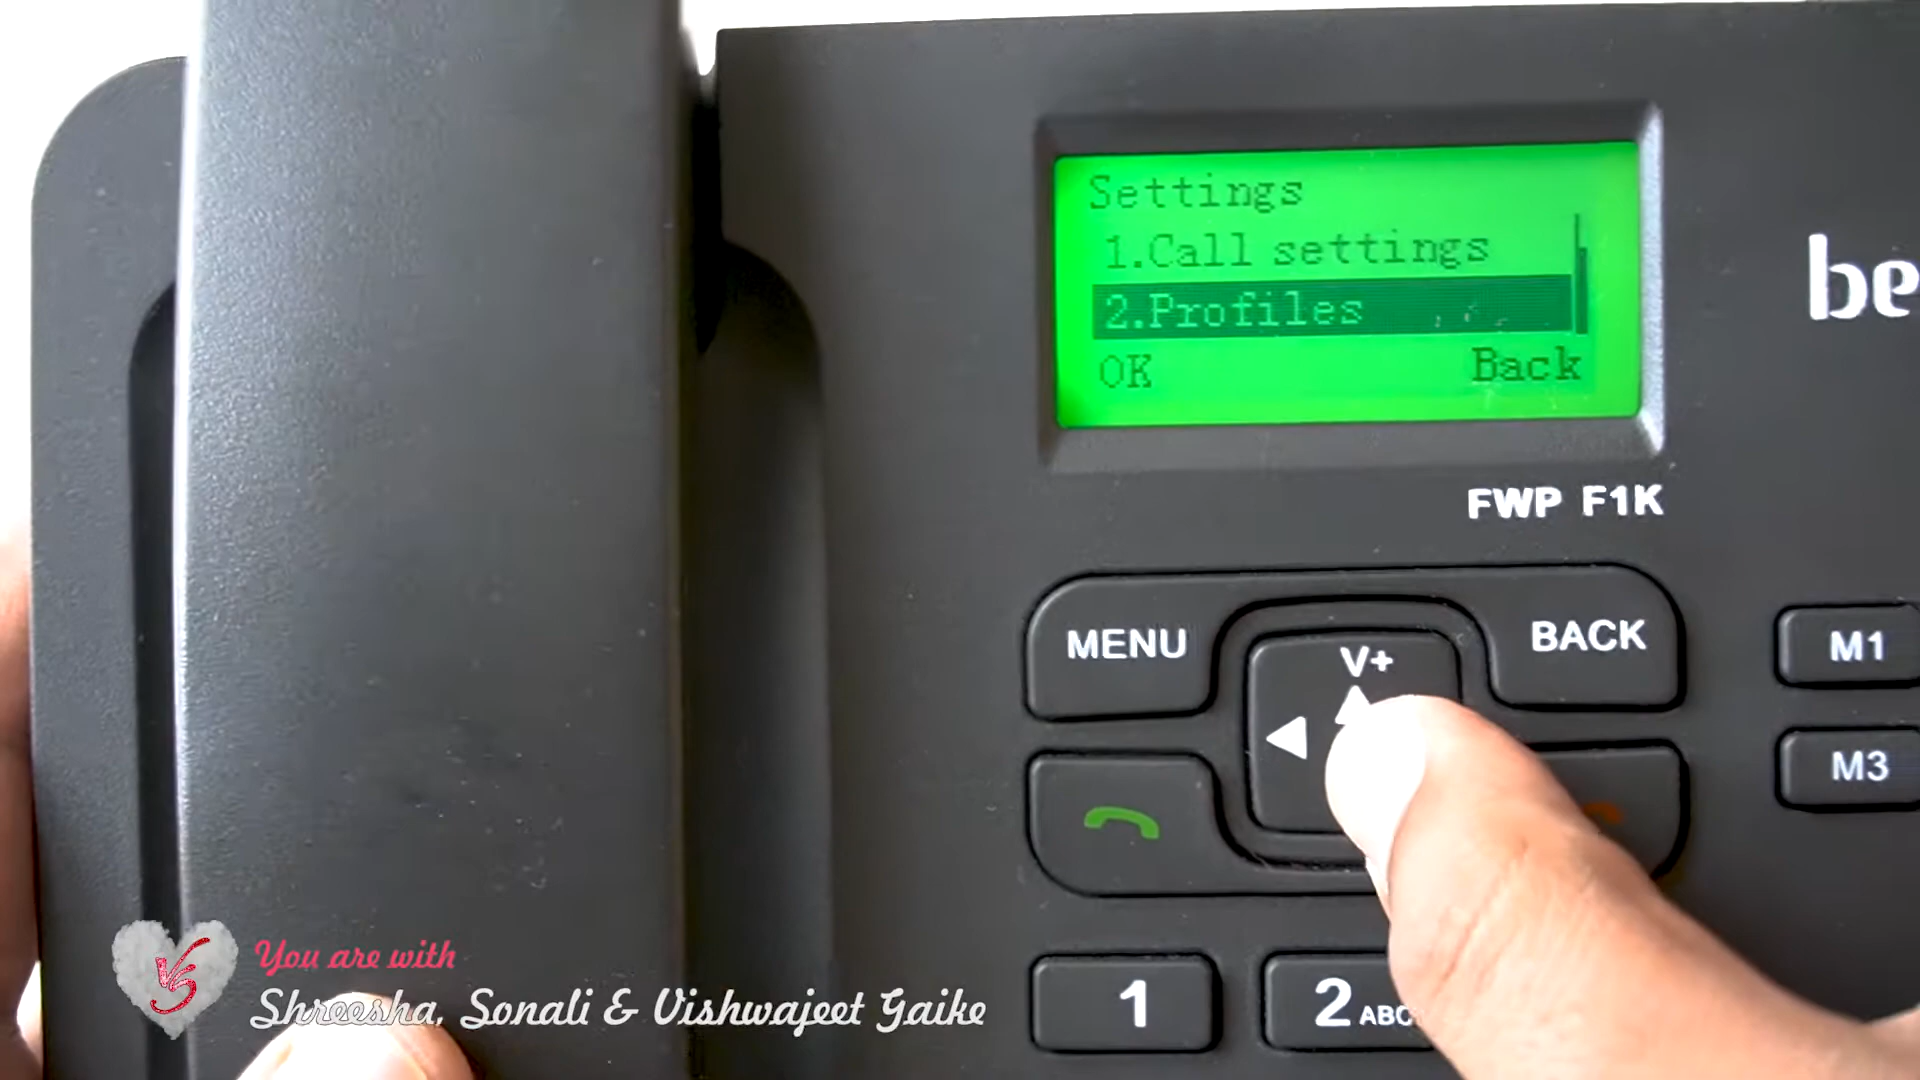 Settings
1.Call settings
2.Profiles
OK Back
be
FWP F1K
MENU
V+
BACK
M1
M3
1
2 ABC
VS
You are with
Shreesha, Sonali & Vishwajeet Gaike